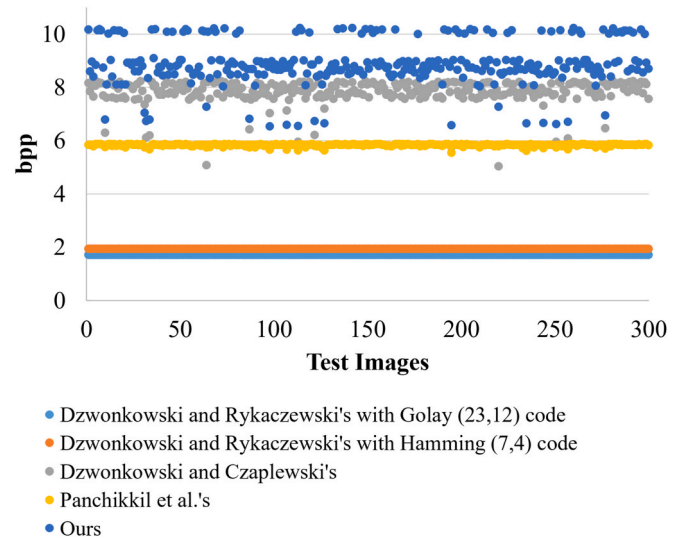 10
8
6
4
2
0
bpp
0 50 100 150 200 250 300
Test Images
Dzwonkowski and Rykaczewski's with Golay (23,12) code
Dzwonkowski and Rykaczewski's with Hamming (7,4) code
Dzwonkowski and Czaplewski's
Panchikkil et al.'s
Ours